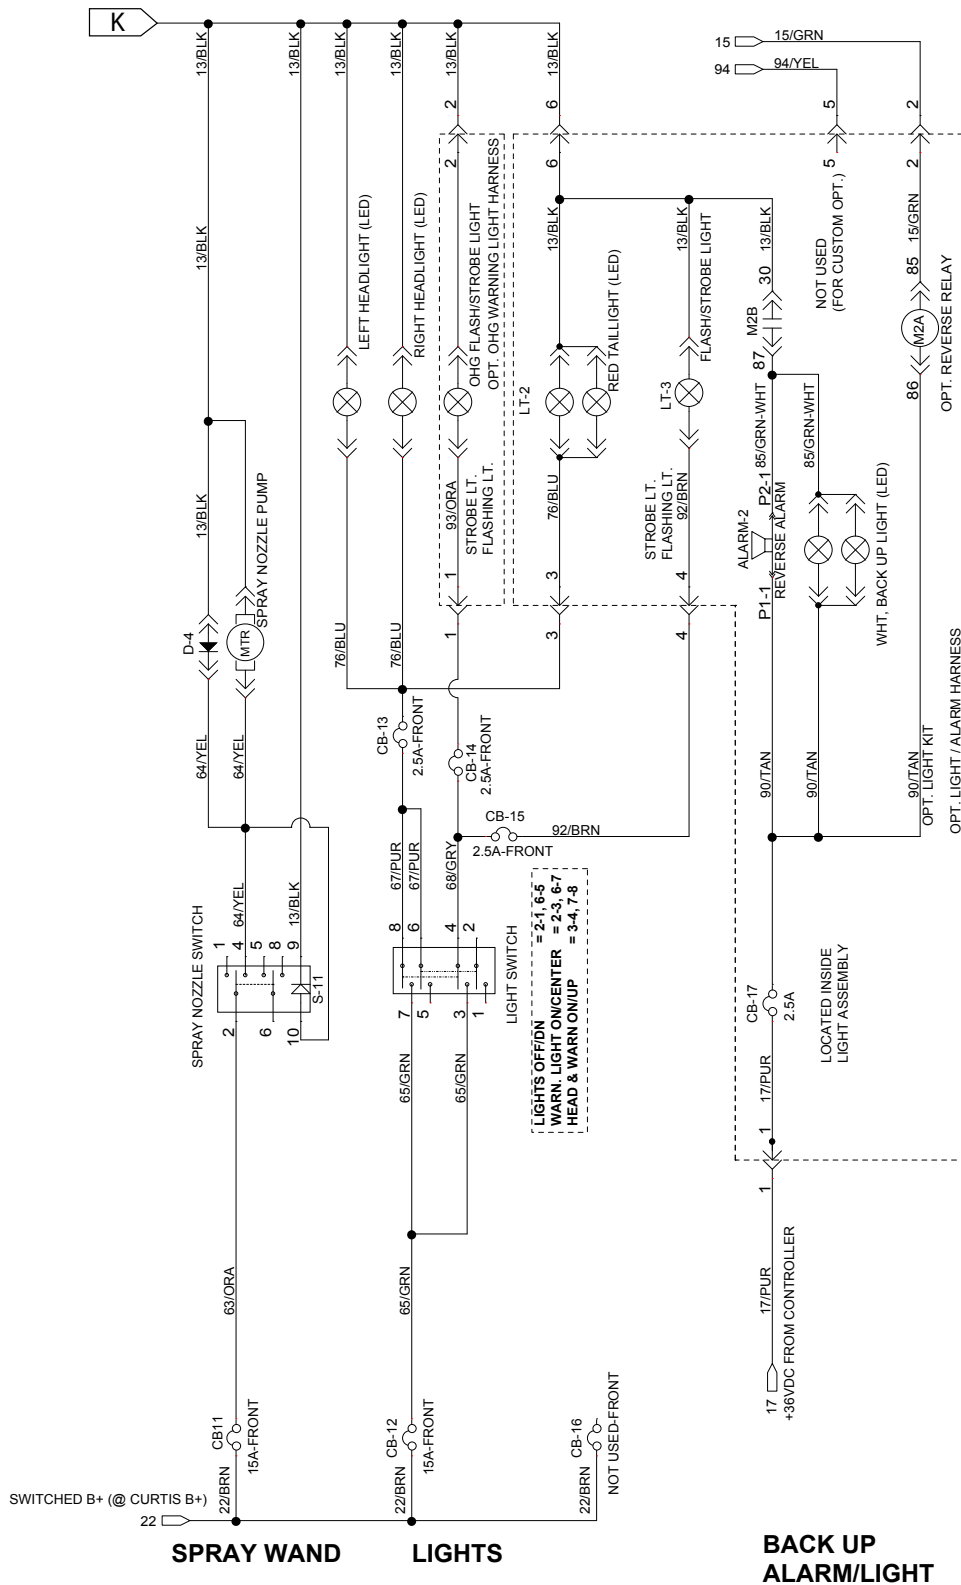 K
13/BLK
13/BLK
13/BLK
13/BLK
13/BLK
13/BLK
15
15/GRN
94
94/YEL
2
6
5
2
2
6
5
2
13/BLK
LEFT HEADLIGHT (LED)
RIGHT HEADLIGHT (LED)
OHG FLASH/STROBE LIGHT
OPT. OHG WARNING LIGHT HARNESS
13/BLK
13/BLK
13/BLK
FLASH/STROBE LIGHT
NOT USED
(FOR CUSTOM OPT.)
15/GRN
30
85
M2B
M2A
87
86
OPT. REVERSE RELAY
LT-2
RED TAILLIGHT (LED)
LT-3
13/BLK
93/ORA
STROBE LT.
FLASHING LT.
76/BLU
STROBE LT.
FLASHING LT.
92/BRN
85/GRN-WHT
85/GRN-WHT
P2-1
ALARM-2
REVERSE ALARM
P1-1
WHT, BACK UP LIGHT (LED)
SPRAY NOZZLE PUMP
D-4
MTR
1
3
4
1
3
4
76/BLU
76/BLU
64/YEL
64/YEL
CB-13
2.5A-FRONT
CB-14
2.5A-FRONT
90/TAN
90/TAN
90/TAN
OPT. LIGHT KIT
OPT. LIGHT / ALARM HARNESS
CB-15
92/BRN
2.5A-FRONT
67/PUR
67/PUR
68/GRY
64/YEL
13/BLK
SPRAY NOZZLE SWITCH
1
4
5
8
9
S-11
2
6
10
8
6
4
2
7
5
3
1
LIGHT SWITCH
LIGHTS OFF/DN = 2-1, 6-5
WARN. LIGHT ON/CENTER = 2-3, 6-7
HEAD & WARN ON/UP = 3-4, 7-8
CB-17
2.5A
LOCATED INSIDE
LIGHT ASSEMBLY
65/GRN
65/GRN
17/PUR
1
1
63/ORA
65/GRN
17/PUR
17
+36VDC FROM CONTROLLER
CB11
15A-FRONT
CB-12
15A-FRONT
CB-16
NOT USED-FRONT
22/BRN
22/BRN
22/BRN
SWITCHED B+ (@ CURTIS B+)
22
SPRAY WAND
LIGHTS
BACK UP
ALARM/LIGHT